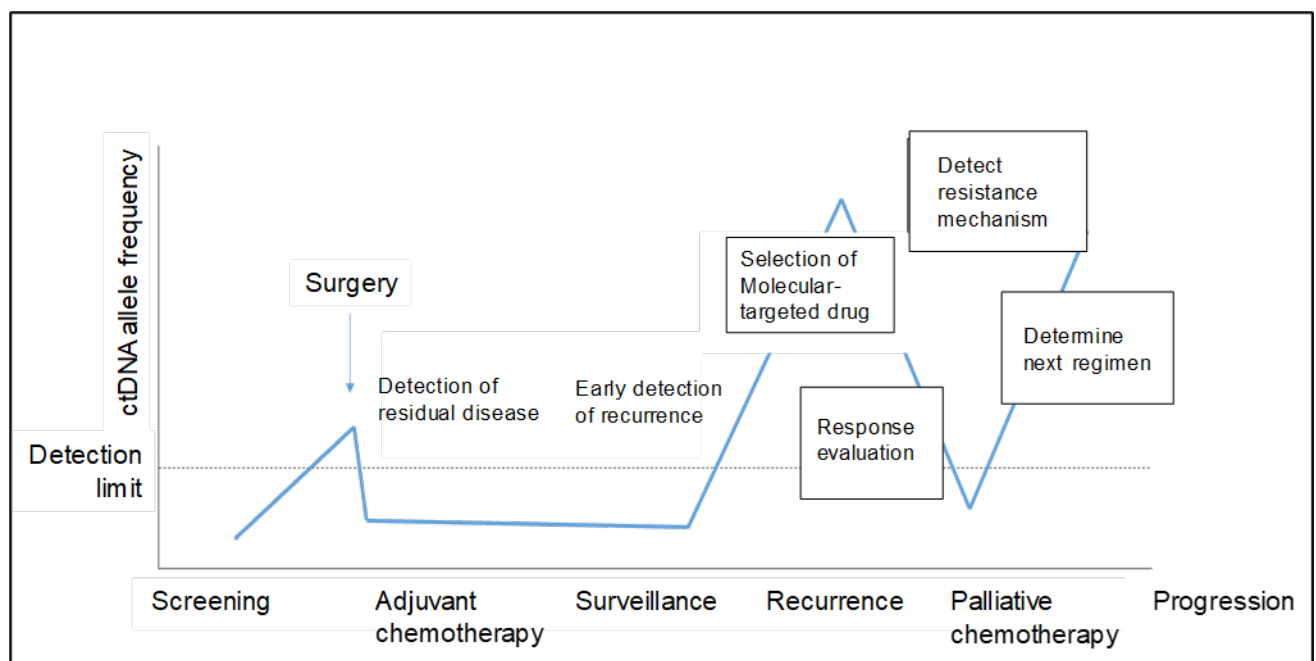 ctDNA allele frequency
Detection
limit
Surgery
Detection of
residual disease
Early detection
of recurrence
Selection of
Molecular-
targeted drug
Response
evaluation
Detect
resistance
mechanism
Determine
next regimen
Screening
Adjuvant
chemotherapy
Surveillance
Recurrence
Palliative
chemotherapy
Progression